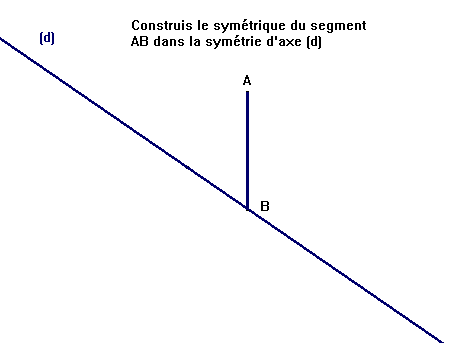 Construis le symétrique du segment
(d)
AB dans la symétrie d'axe (d)
A
B